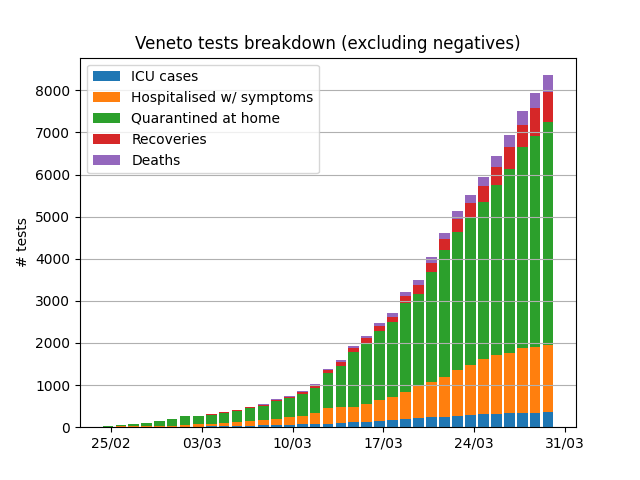 Veneto tests breakdown (excluding negatives)
ICU cases
Hospitalised w/ symptoms
Quarantined at home
Recoveries
Deaths
# tests
8000
7000
6000
5000
4000
3000
2000
1000
0
25/02 03/03 10/03 17/03 24/03 31/03